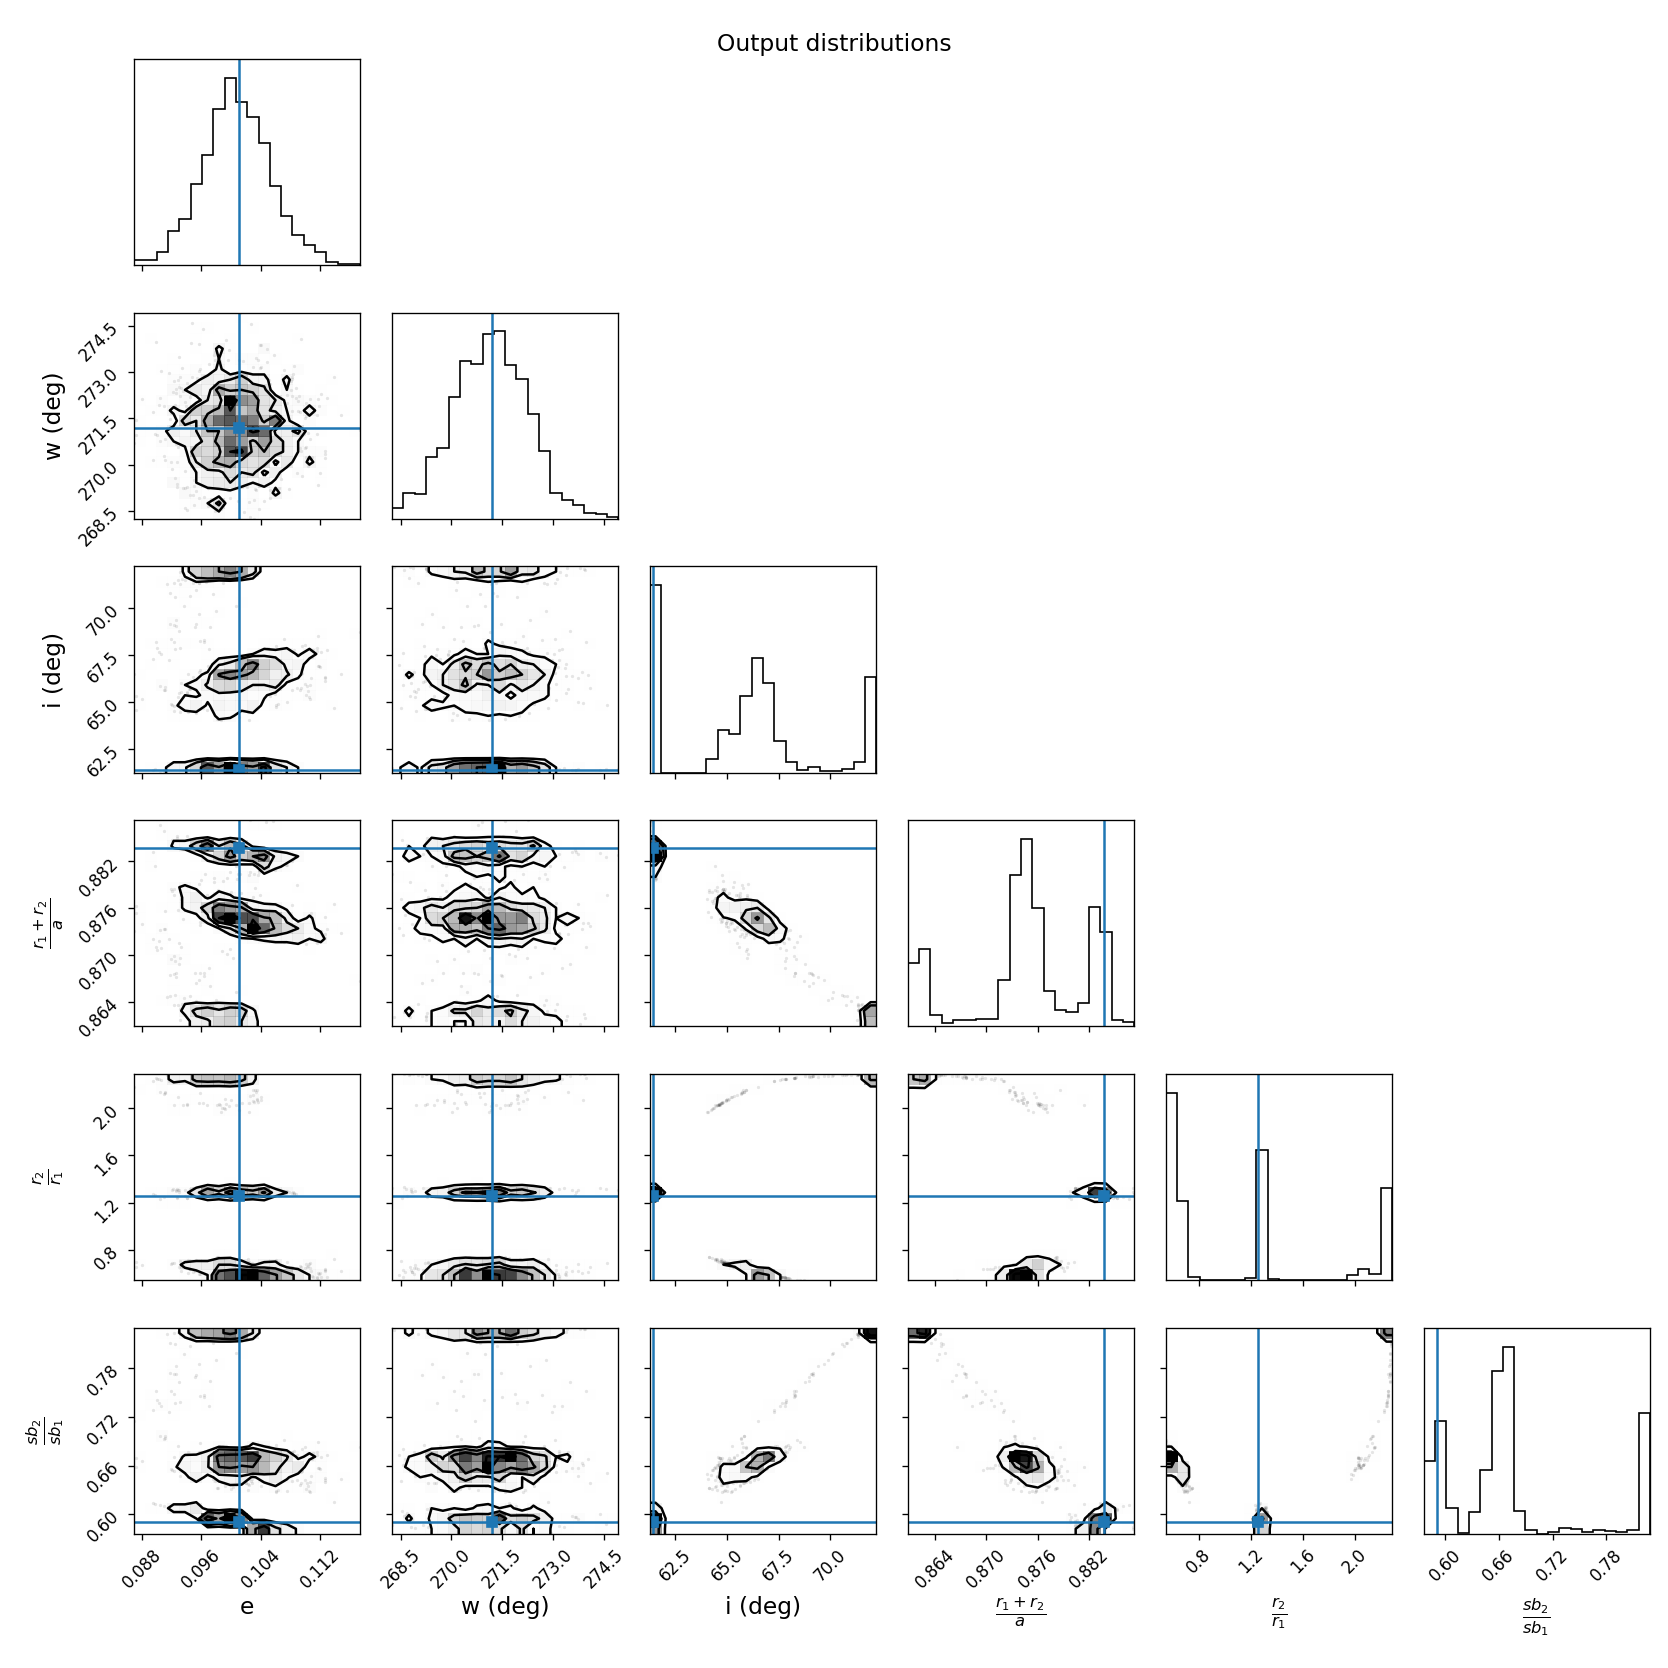 Output distributions
274.5
273.0
271.5
270.0
268.5
w (deg)
70.0
67.5
65.0
62.5
i (deg)
0.882
0.876
0.870
0.864
r1 + r2
a
2.0
1.6
1.2
0.8
r2
r1
0.78
0.72
0.66
0.60
sb2
sb1
0.088 0.096 0.104 0.112
268.5 270.0 271.5 273.0 274.5
62.5 65.0 67.5 70.0
0.864 0.870 0.876 0.882
0.8 1.2 1.6 2.0
0.60 0.66 0.72 0.78
e
w (deg)
i (deg)
r1 + r2
a
r2
r1
sb2
sb1